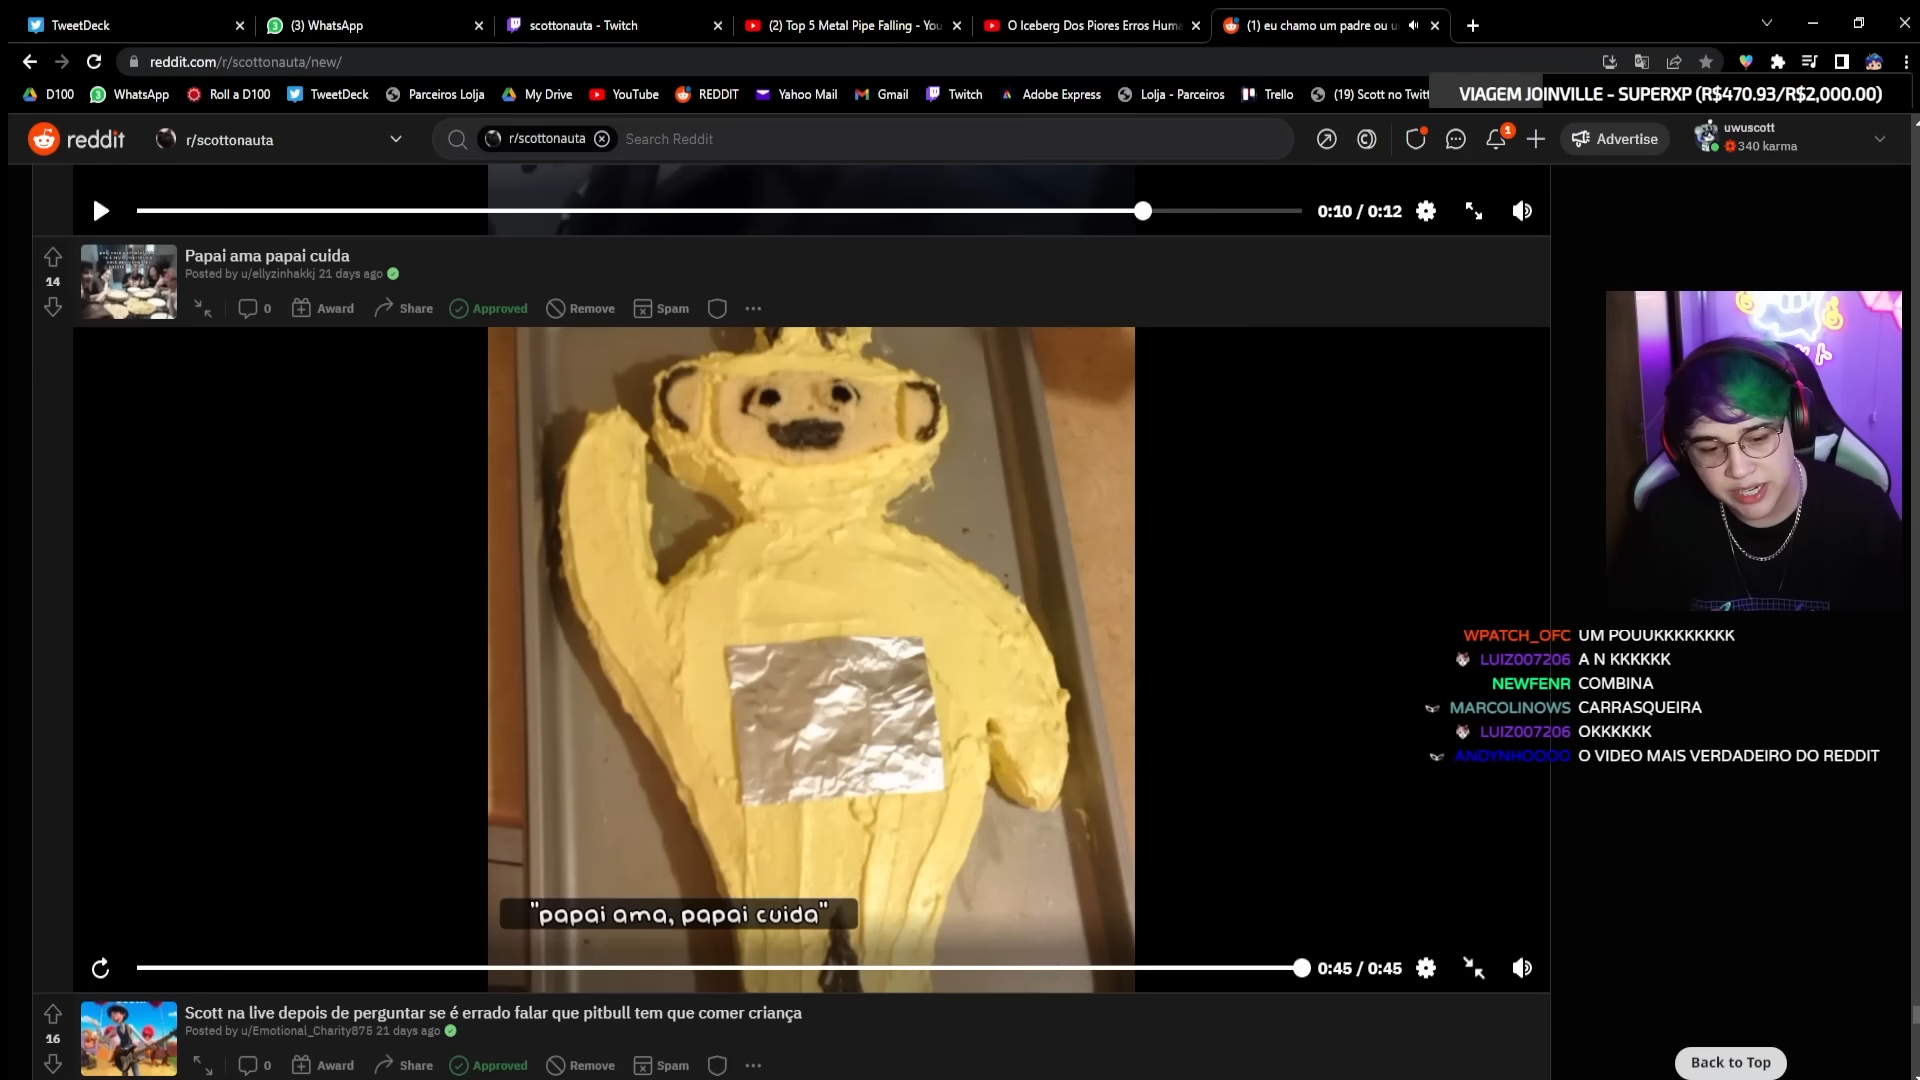 TweetDeck
(3) WhatsApp
scottonauta - Twitch
(2) Top 5 Metal Pipe Falling - You
O Iceberg Dos Piores Erros Huma
(1) eu chamo um padre ou u
reddit.com/r/scottonauta/new/
D100
WhatsApp
Roll a D100
TweetDeck
Parceiros Lolja
My Drive
YouTube
REDDIT
Yahoo Mail
Gmail
Twitch
Adobe Express
Lolja - Parceiros
Trello
(19) Scott no Twitt
VIAGEM JOINVILLE - SUPERXP (R$470.93/R$2,000.00)
reddit
r/scottonauta
r/scottonauta
Search Reddit
1
Advertise
uwuscott
340 karma
0:10 / 0:12
14
Papai ama papai cuida
Posted by u/ellyzinhakkj 21 days ago
0
Award
Share
Approved
Remove
Spam
"papai ama, papai cuida"
0:45 / 0:45
WPATCH_OFC UM POUUKKKKKKKK
LUIZ007206 A N KKKKKK
NEWFENR COMBINA
MARCOLINOWS CARRASQUEIRA
LUIZ007206 OKKKKKK
ANDYNHOOOO O VIDEO MAIS VERDADEIRO DO REDDIT
16
Scott na live depois de perguntar se é errado falar que pitbull tem que comer criança
Posted by u/Emotional_Charity875 21 days ago
0
Award
Share
Approved
Remove
Spam
Back to Top